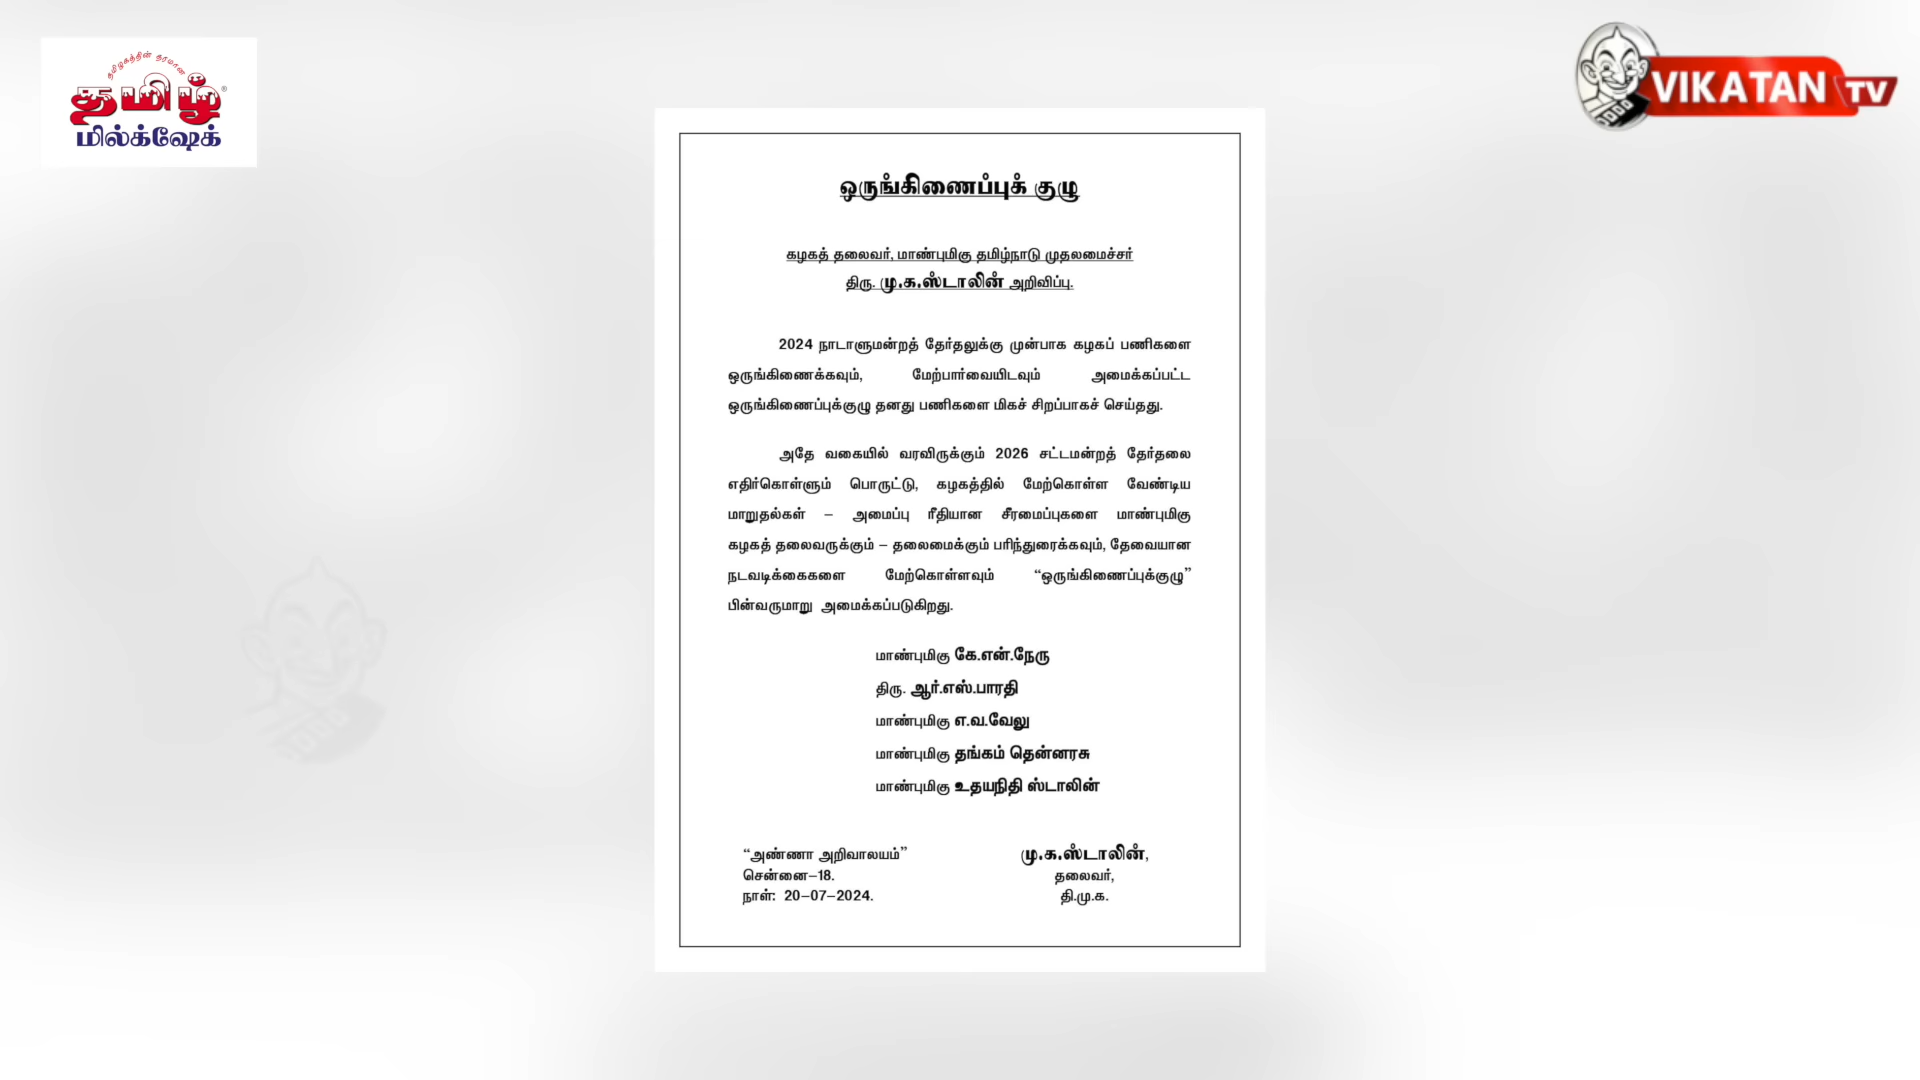 தமிழகத்தின் தரமான
தமிழ்
மில்க்ஷேக்
VIKATAN TV
ஒருங்கிணைப்புக் குழு
கழகத் தலைவர், மாண்புமிகு தமிழ்நாடு முதலமைச்சர்
திரு. மு.க.ஸ்டாலின் அறிவிப்பு.
2024 நாடாளுமன்றத் தேர்தலுக்கு முன்பாக கழகப் பணிகளை
ஒருங்கிணைக்கவும், மேற்பார்வையிடவும் அமைக்கப்பட்ட
ஒருங்கிணைப்புக்குழு தனது பணிகளை மிகச் சிறப்பாகச் செய்தது.
அதே வகையில் வரவிருக்கும் 2026 சட்டமன்றத் தேர்தலை
எதிர்கொள்ளும் பொருட்டு, கழகத்தில் மேற்கொள்ள வேண்டிய
மாறுதல்கள் – அமைப்பு ரீதியான சீரமைப்புகளை மாண்புமிகு
கழகத் தலைவருக்கும் – தலைமைக்கும் பரிந்துரைக்கவும், தேவையான
நடவடிக்கைகளை மேற்கொள்ளவும் “ஒருங்கிணைப்புக்குழு”
பின்வருமாறு அமைக்கப்படுகிறது.
மாண்புமிகு கே.என்.நேரு
திரு. ஆர்.எஸ்.பாரதி
மாண்புமிகு எ.வ.வேலு
மாண்புமிகு தங்கம் தென்னரசு
மாண்புமிகு உதயநிதி ஸ்டாலின்
“அண்ணா அறிவாலயம்”
சென்னை–18.
நாள்: 20–07–2024.
மு.க.ஸ்டாலின்,
தலைவர்,
தி.மு.க.